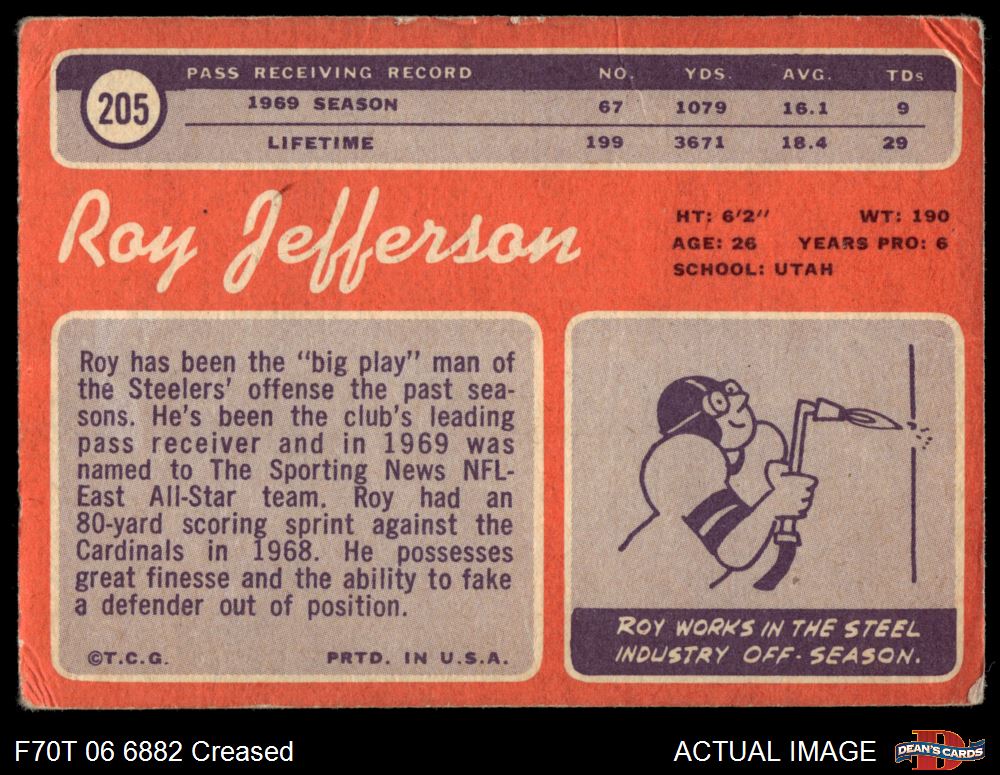 205
PASS RECEIVING RECORD NO. YDS. AVG. TDs
1969 SEASON 67 1079 16.1 9
LIFETIME 199 3671 18.4 29
Roy Jefferson
HT: 6'2" WT: 190
AGE: 26 YEARS PRO: 6
SCHOOL: UTAH
Roy has been the "big play" man of
the Steelers' offense the past sea-
sons. He's been the club's leading
pass receiver and in 1969 was
named to The Sporting News NFL-
East All-Star team. Roy had an
80-yard scoring sprint against the
Cardinals in 1968. He possesses
great finesse and the ability to fake
a defender out of position.
©T.C.G. PRTD. IN U.S.A.
ROY WORKS IN THE STEEL
INDUSTRY OFF-SEASON.
F70T 06 6882 Creased
ACTUAL IMAGE
D
DEAN'S CARDS